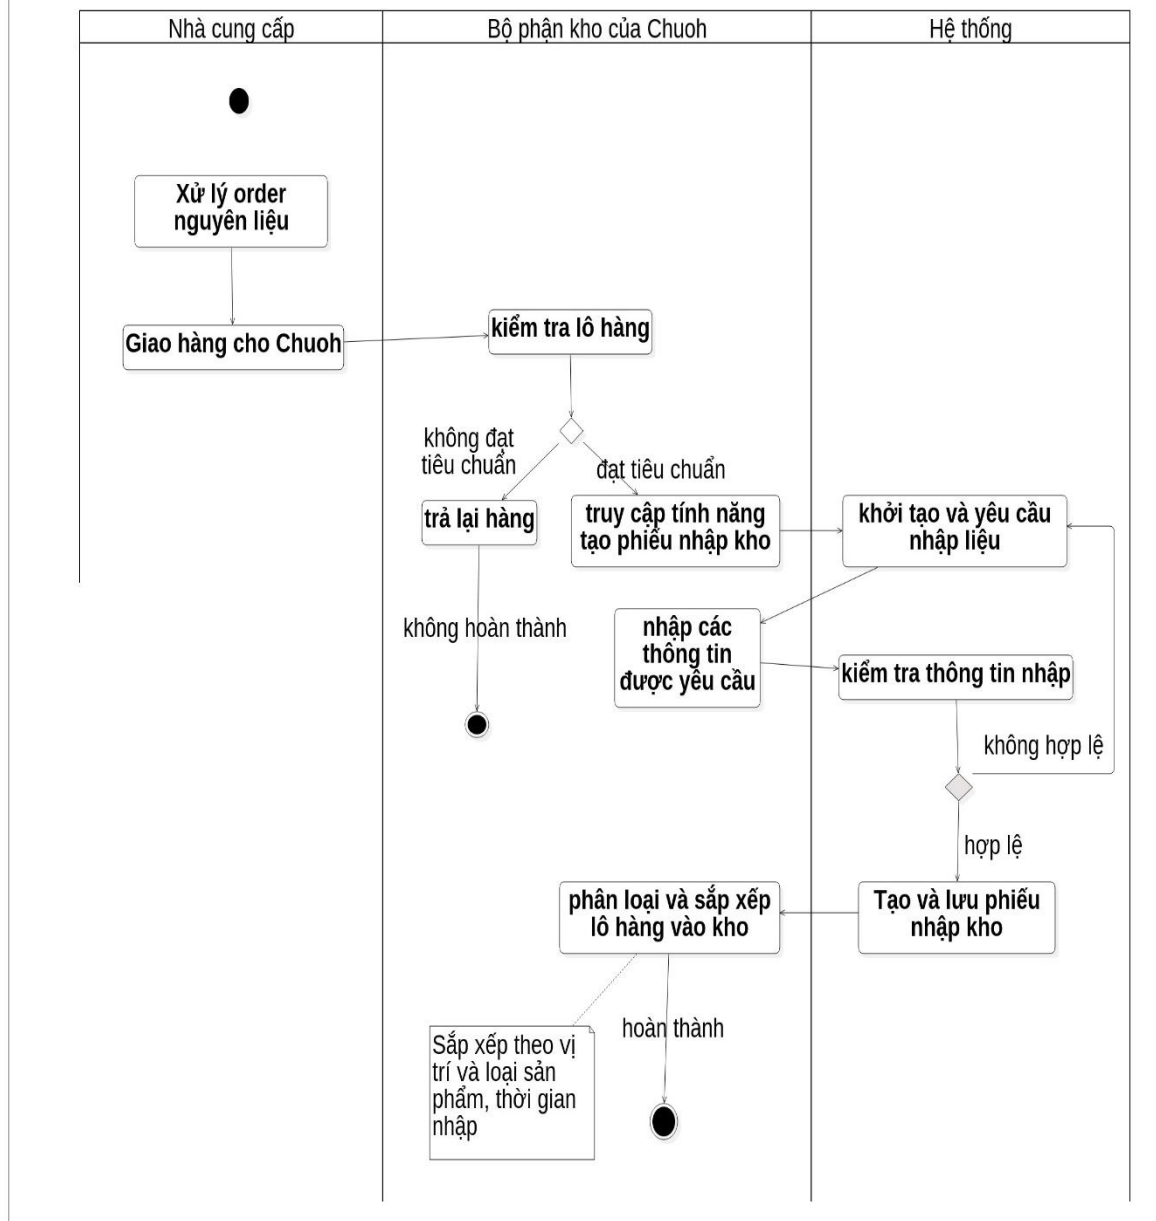 Nhà cung cấp
Bộ phận kho của Chuoh
Hệ thống
Xử lý order
nguyên liệu
Giao hàng cho Chuoh
kiểm tra lô hàng
không đạt
tiêu chuẩn
đạt tiêu chuẩn
trả lại hàng
truy cập tính năng
tạo phiếu nhập kho
khởi tạo và yêu cầu
nhập liệu
không hoàn thành
nhập các
thông tin
được yêu cầu
kiểm tra thông tin nhập
không hợp lệ
hợp lệ
Tạo và lưu phiếu
nhập kho
phân loại và sắp xếp
lô hàng vào kho
hoàn thành
Sắp xếp theo vị
trí và loại sản
phẩm, thời gian
nhập